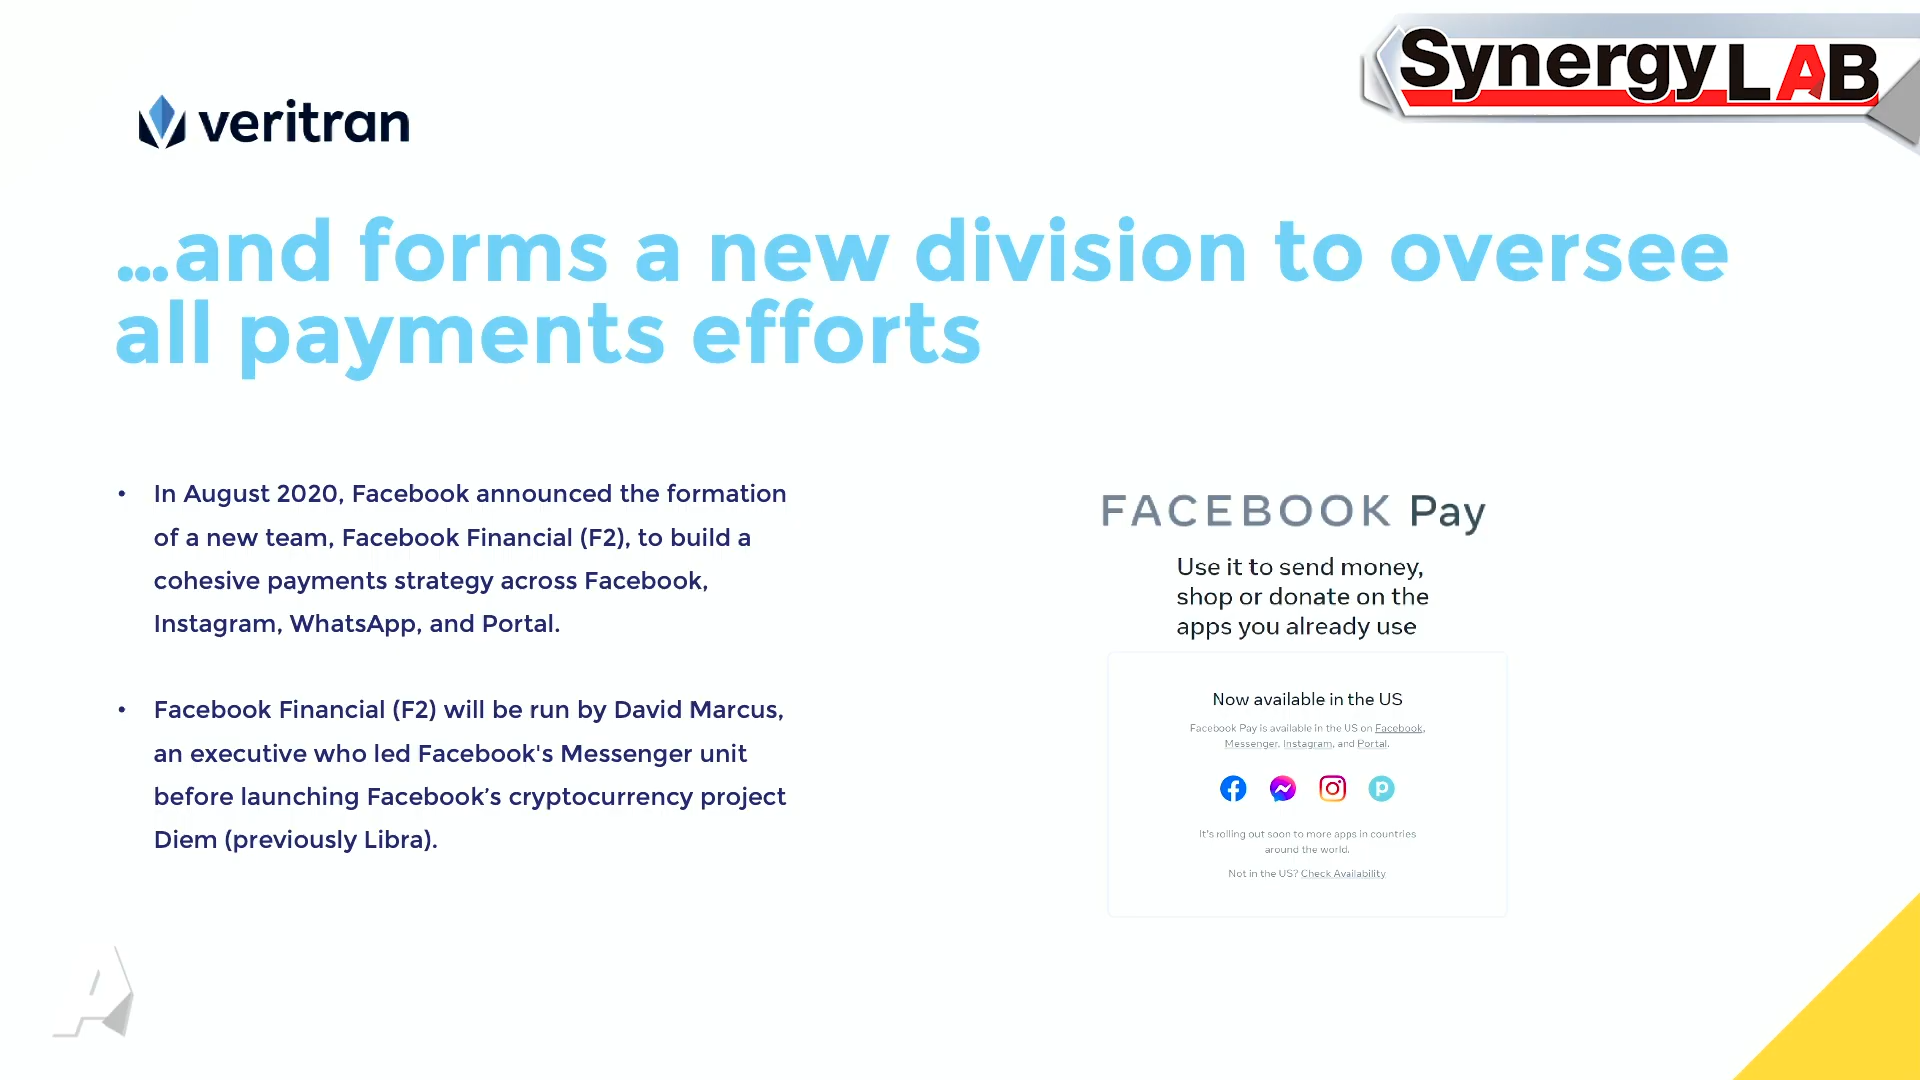 SynergyLAB
veritran
...and forms a new division to oversee
all payments efforts
• In August 2020, Facebook announced the formation
of a new team, Facebook Financial (F2), to build a
cohesive payments strategy across Facebook,
Instagram, WhatsApp, and Portal.
• Facebook Financial (F2) will be run by David Marcus,
an executive who led Facebook's Messenger unit
before launching Facebook’s cryptocurrency project
Diem (previously Libra).
FACEBOOK Pay
Use it to send money,
shop or donate on the
apps you already use
Now available in the US
Facebook Pay is available in the US on Facebook,
Messenger, Instagram, and Portal.
It's rolling out soon to more apps in countries
around the world.
Not in the US? Check Availability